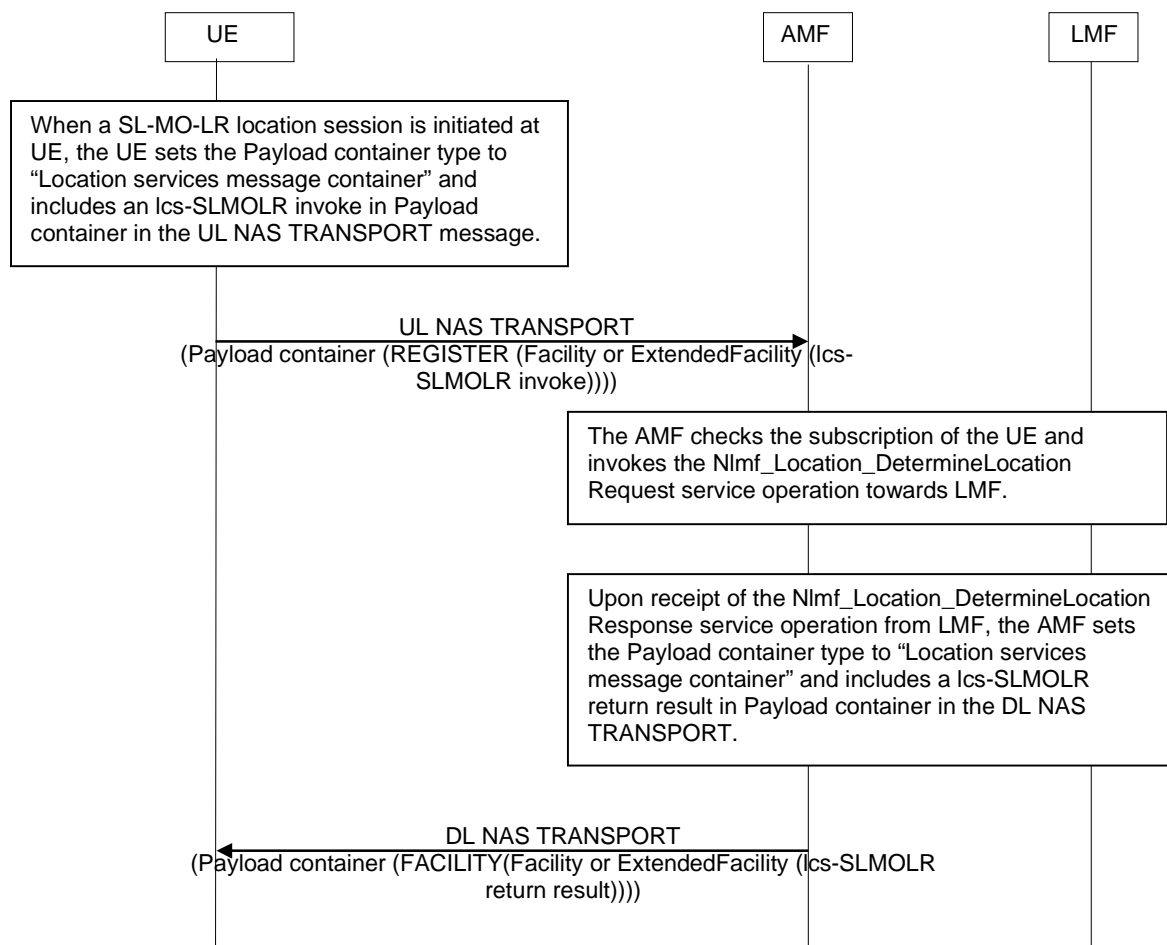 UE
AMF
LMF
When a SL-MO-LR location session is initiated at
UE, the UE sets the Payload container type to
“Location services message container” and
includes an lcs-SLMOLR invoke in Payload
container in the UL NAS TRANSPORT message.
UL NAS TRANSPORT
(Payload container (REGISTER (Facility or ExtendedFacility (lcs-
SLMOLR invoke))))
The AMF checks the subscription of the UE and
invokes the Nlmf_Location_DetermineLocation
Request service operation towards LMF.
Upon receipt of the Nlmf_Location_DetermineLocation
Response service operation from LMF, the AMF sets
the Payload container type to “Location services
message container” and includes a lcs-SLMOLR
return result in Payload container in the DL NAS
TRANSPORT.
DL NAS TRANSPORT
(Payload container (FACILITY(Facility or ExtendedFacility (lcs-SLMOLR
return result))))